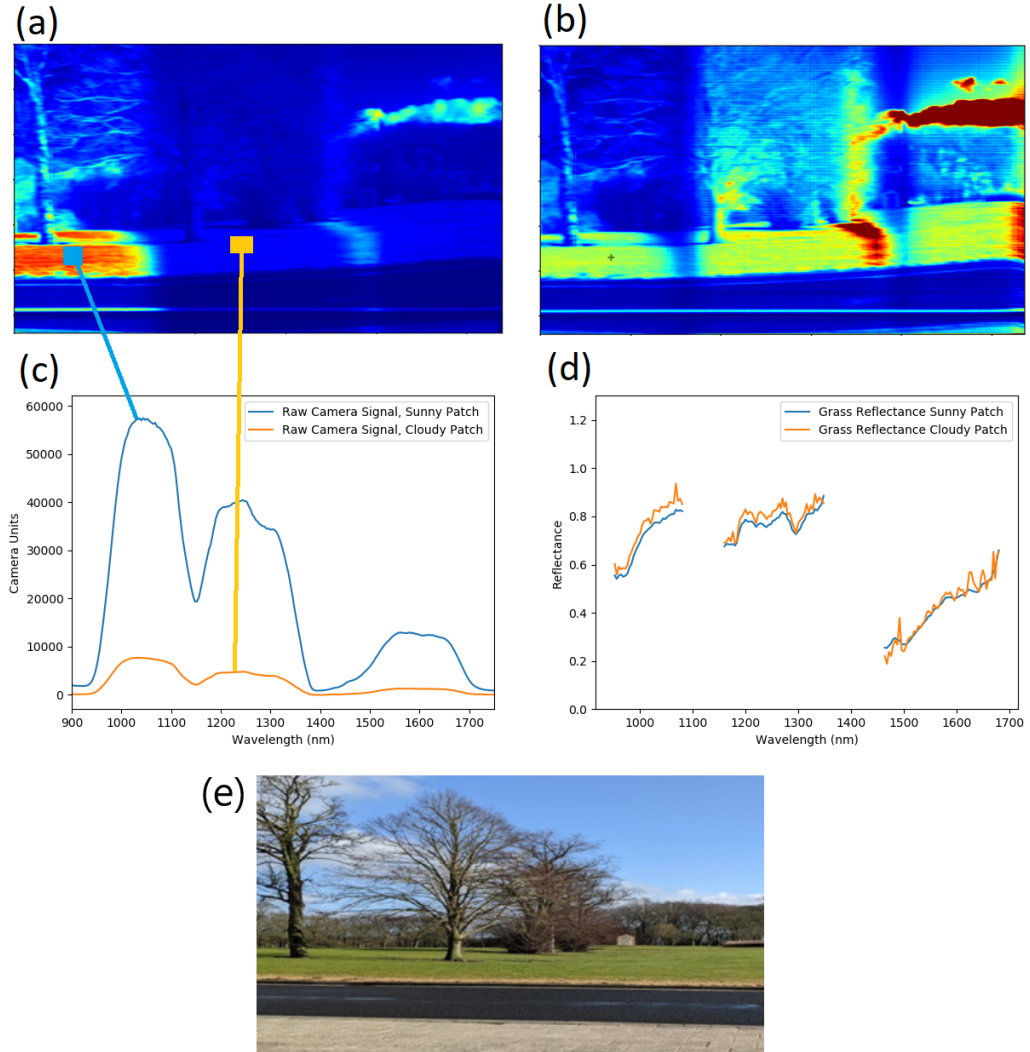 (a)
(b)
(c)
60000
50000
40000
30000
20000
10000
0
Camera Units
Raw Camera Signal, Sunny Patch
Raw Camera Signal, Cloudy Patch
900 1000 1100 1200 1300 1400 1500 1600 1700
Wavelength (nm)
(d)
1.2
1.0
0.8
0.6
0.4
0.2
0.0
Reflectance
Grass Reflectance Sunny Patch
Grass Reflectance Cloudy Patch
1000 1100 1200 1300 1400 1500 1600 1700
Wavelength (nm)
(e)